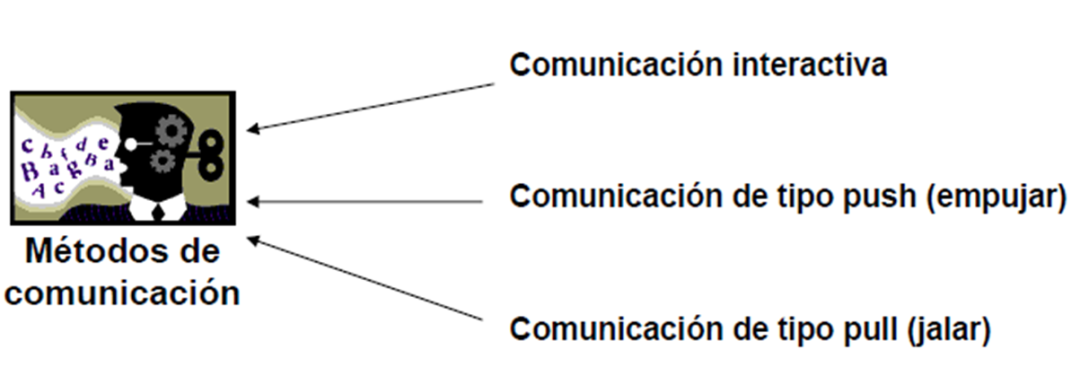 Comunicación interactiva
c b f d e
B a g B a
A c
Comunicación de tipo push (empujar)
Métodos de
comunicación
Comunicación de tipo pull (jalar)